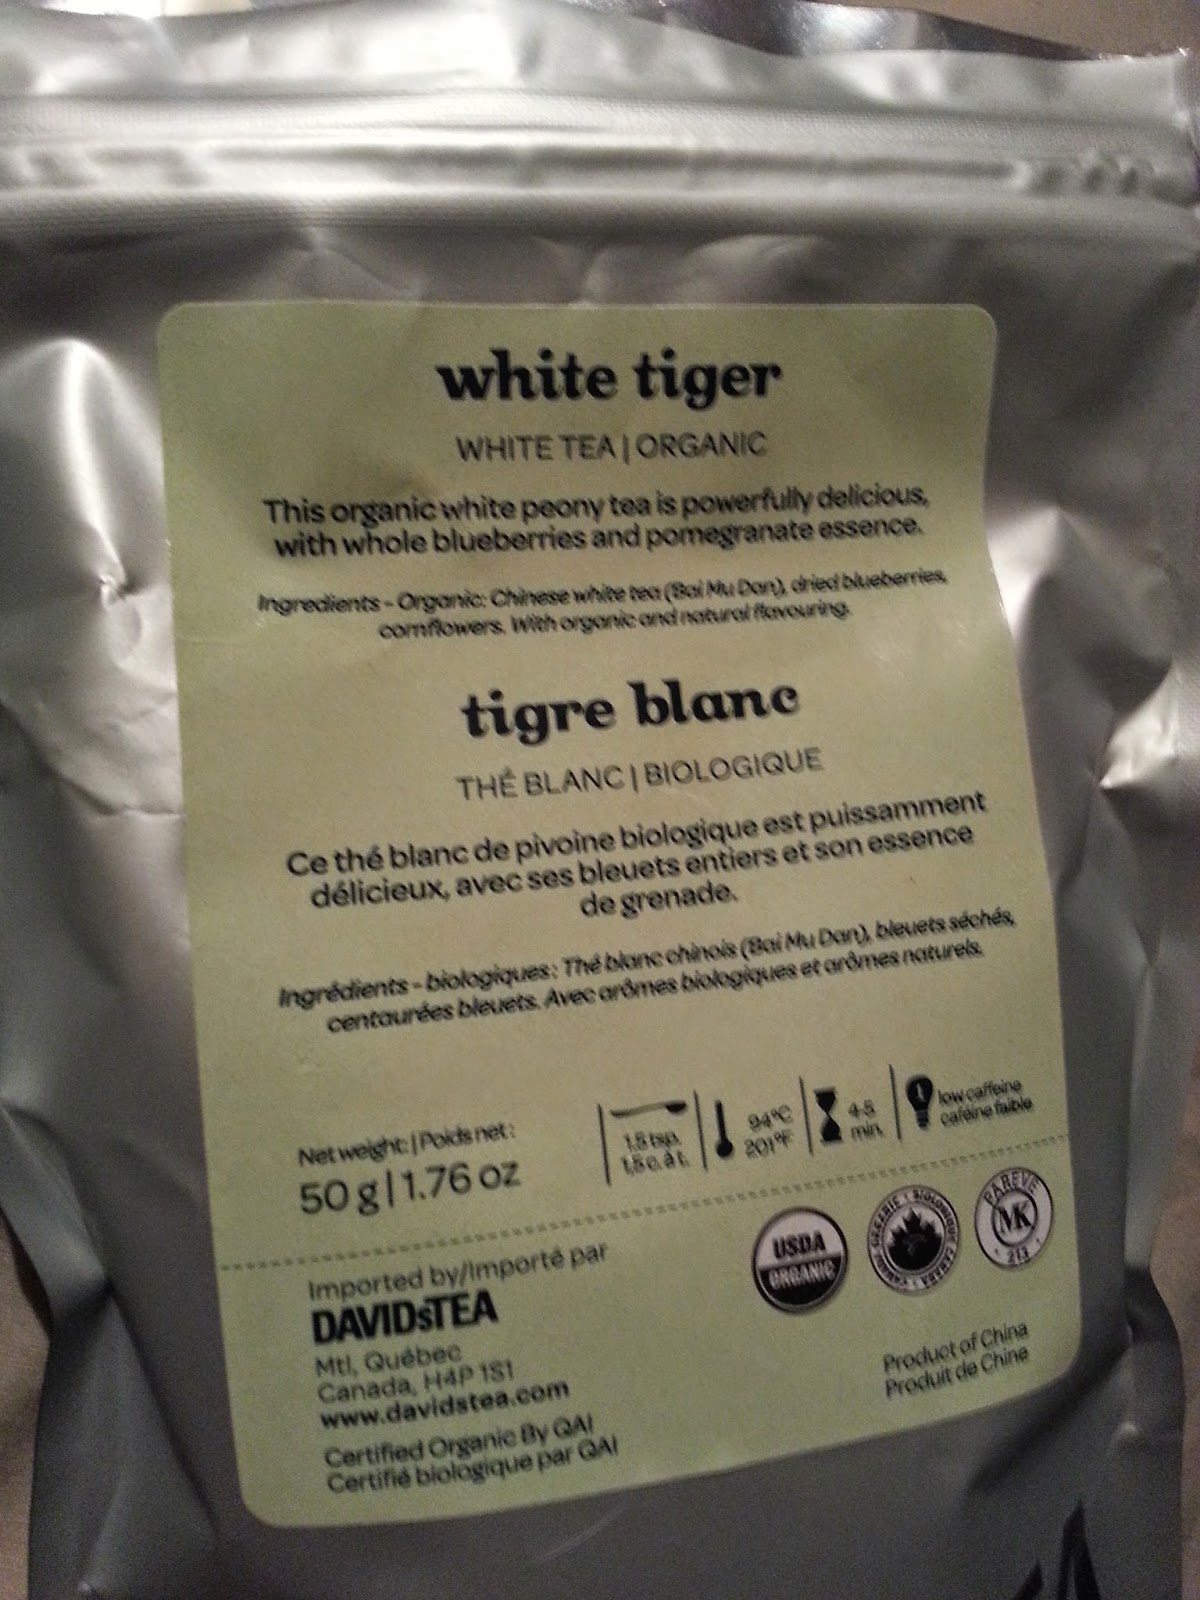 white tiger
WHITE TEA | ORGANIC
This organic white peony tea is powerfully delicious,
with whole blueberries and pomegranate essence.
Ingredients - Organic: Chinese white tea (Bai Mu Dan), dried blueberries,
cornflowers. With organic and natural flavouring.
tigre blanc
THÉ BLANC | BIOLOGIQUE
Ce thé blanc de pivoine biologique est puissamment
délicieux, avec ses bleuets entiers et son essence
de grenade.
Ingrédients - biologiques : Thé blanc chinois (Bai Mu Dan), bleuets séchés,
centaurées bleuets. Avec arômes biologiques et arômes naturels.
Net weight: | Poids net :
50 g | 1.76 oz
1.5 tsp.
1,5 c. à t.
94°C
201°F
4-5
min.
1
low caffeine
caféine faible
Imported by/Importé par
DAVIDsTEA
Mtl, Québec
Canada, H4P 1S1
www.davidstea.com
Certified Organic By QAI
Certifié biologique par QAI
USDA
ORGANIC
CANADA ORGANIC • BIOLOGIQUE CANADA
PAREVE
MK
• 213 •
Product of China
Produit de Chine